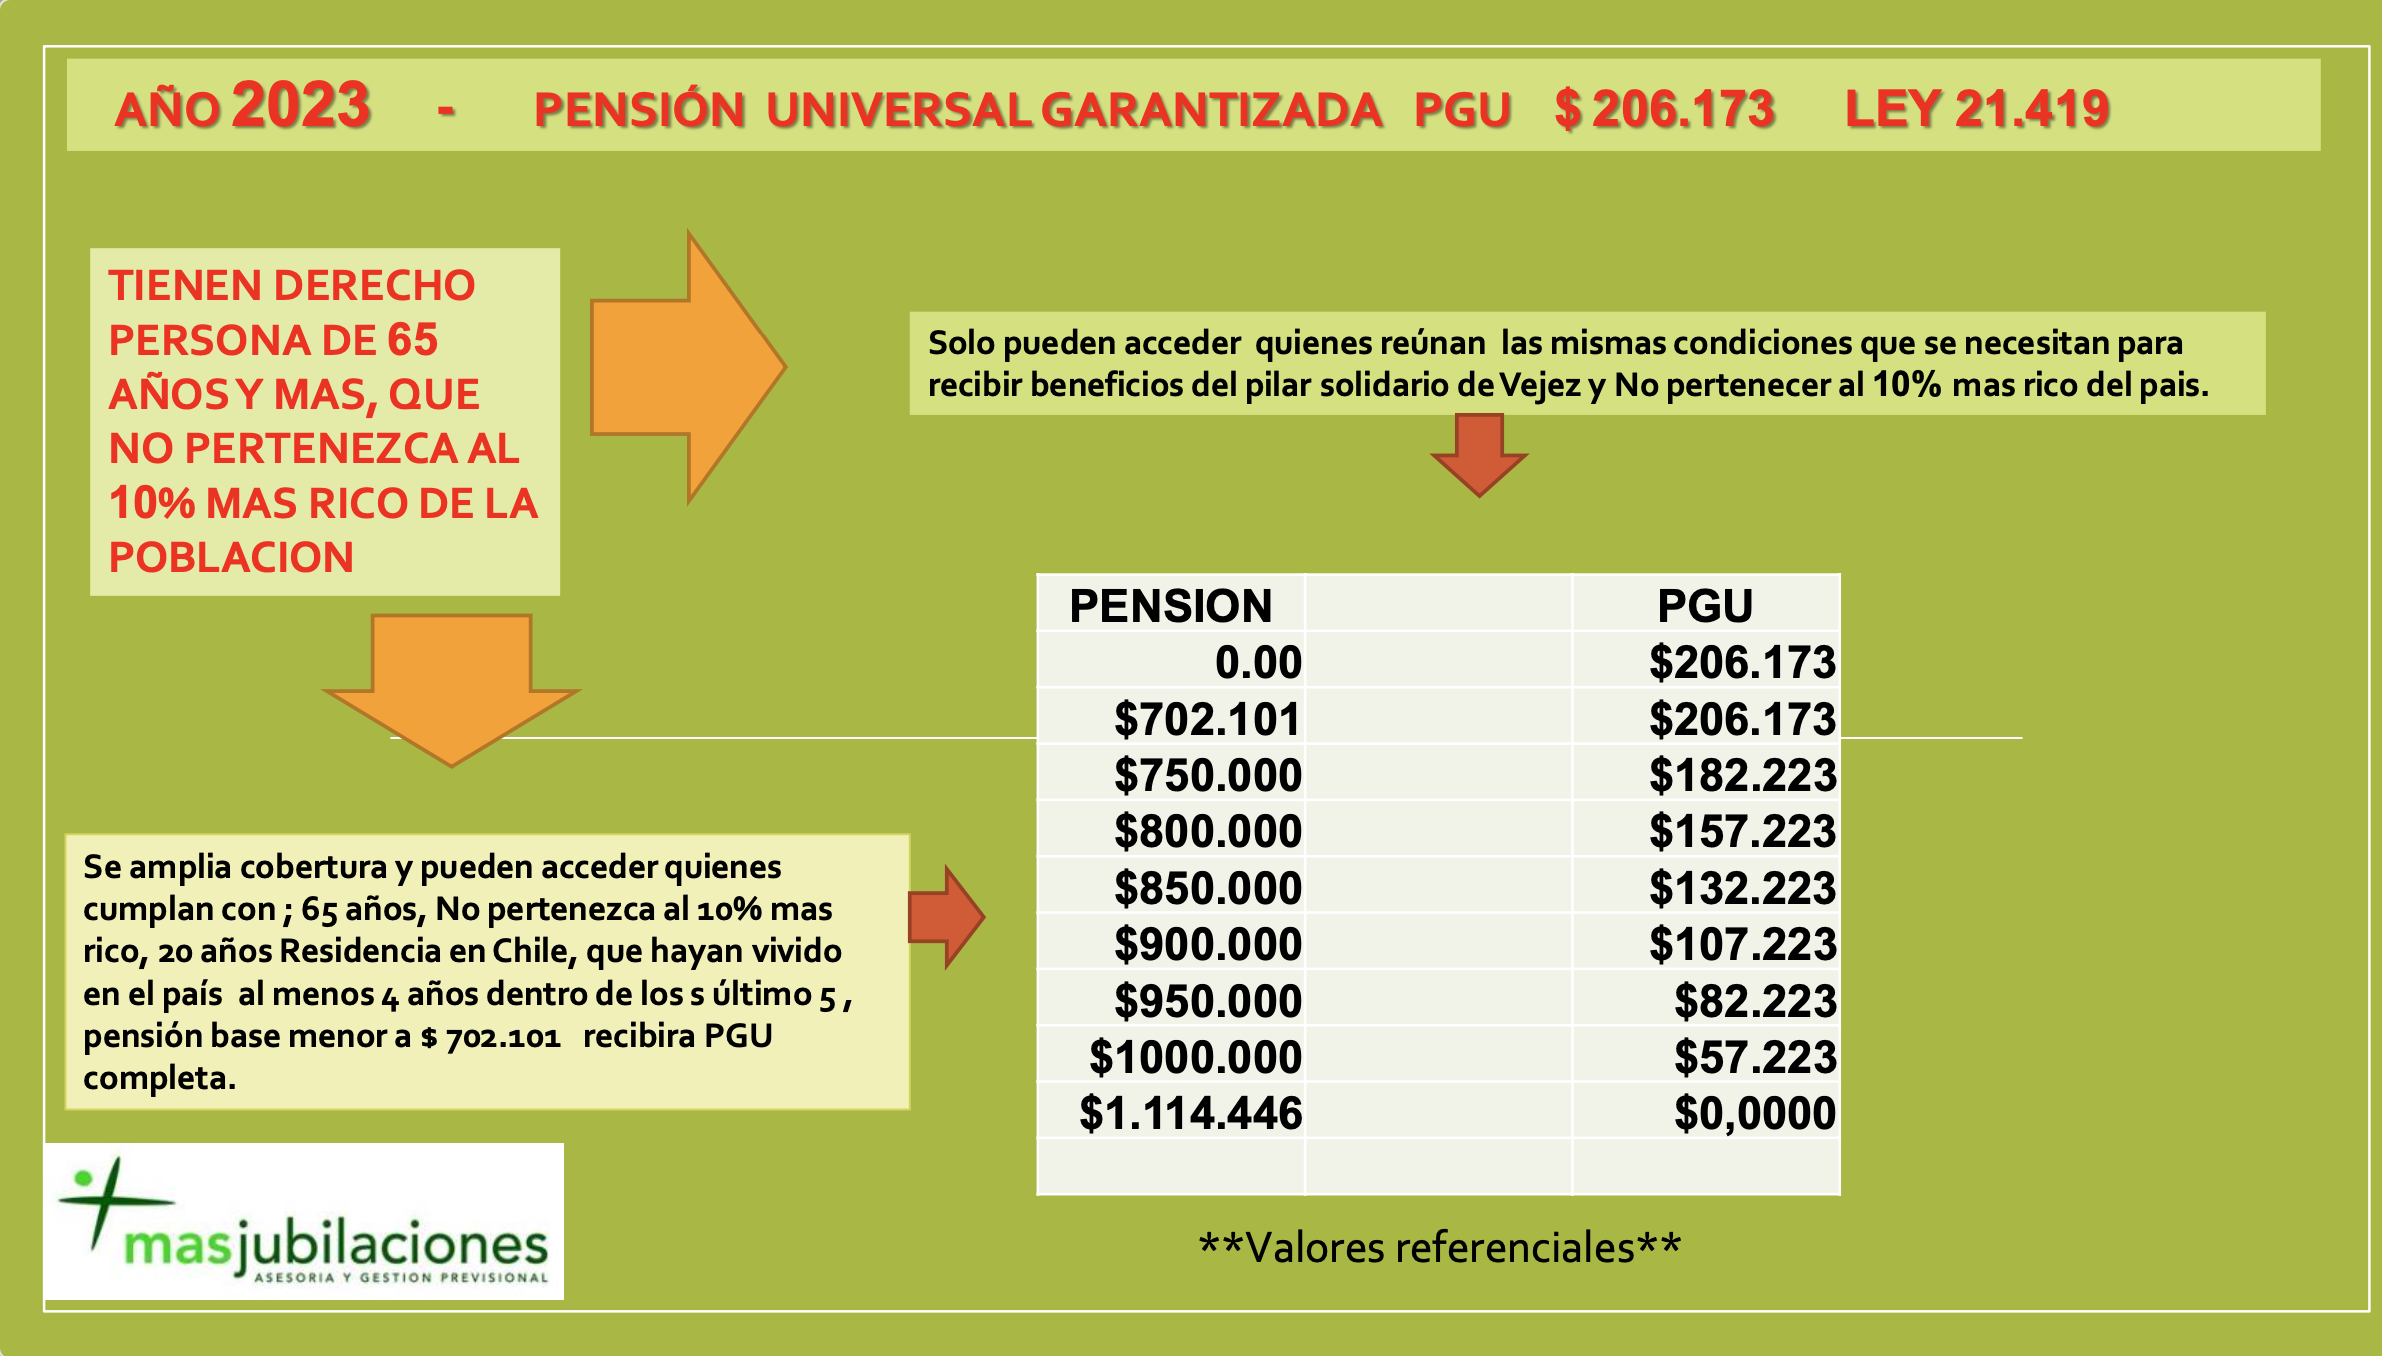 AÑO 2023 - PENSIÓN UNIVERSAL GARANTIZADA PGU $ 206.173 LEY 21.419
TIENEN DERECHO
PERSONA DE 65
AÑOS Y MAS, QUE
NO PERTENEZCA AL
10% MAS RICO DE LA
POBLACION
Solo pueden acceder quienes reúnan las mismas condiciones que se necesitan para
recibir beneficios del pilar solidario de Vejez y No pertenecer al 10% mas rico del pais.
Se amplia cobertura y pueden acceder quienes
cumplan con ; 65 años, No pertenezca al 10% mas
rico, 20 años Residencia en Chile, que hayan vivido
en el país al menos 4 años dentro de los s último 5 ,
pensión base menor a $ 702.101 recibira PGU
completa.
PENSION PGU
0.00 $206.173
$702.101 $206.173
$750.000 $182.223
$800.000 $157.223
$850.000 $132.223
$900.000 $107.223
$950.000 $82.223
$1000.000 $57.223
$1.114.446 $0,0000
**Valores referenciales**
masjubilaciones
ASESORIA Y GESTION PREVISIONAL